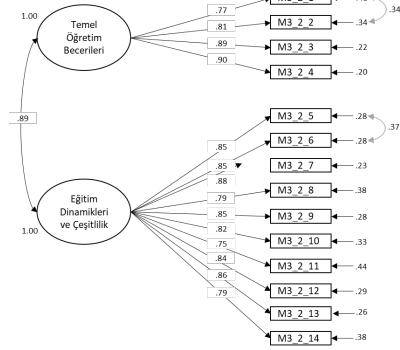 .77
.34
1.00
M3_2_2
.34
.81
Temel
Öğretim
Becerileri
.89
M3_2_3
.22
.90
M3_2_4
.20
.89
M3_2_5
.28
.37
.85
M3_2_6
.28
.85
M3_2_7
.23
.88
M3_2_8
.38
.79
Eğitim
Dinamikleri
ve Çeşitlilik
.85
M3_2_9
.28
1.00
.82
M3_2_10
.33
.75
M3_2_11
.44
.84
M3_2_12
.29
.86
M3_2_13
.26
.79
M3_2_14
.38